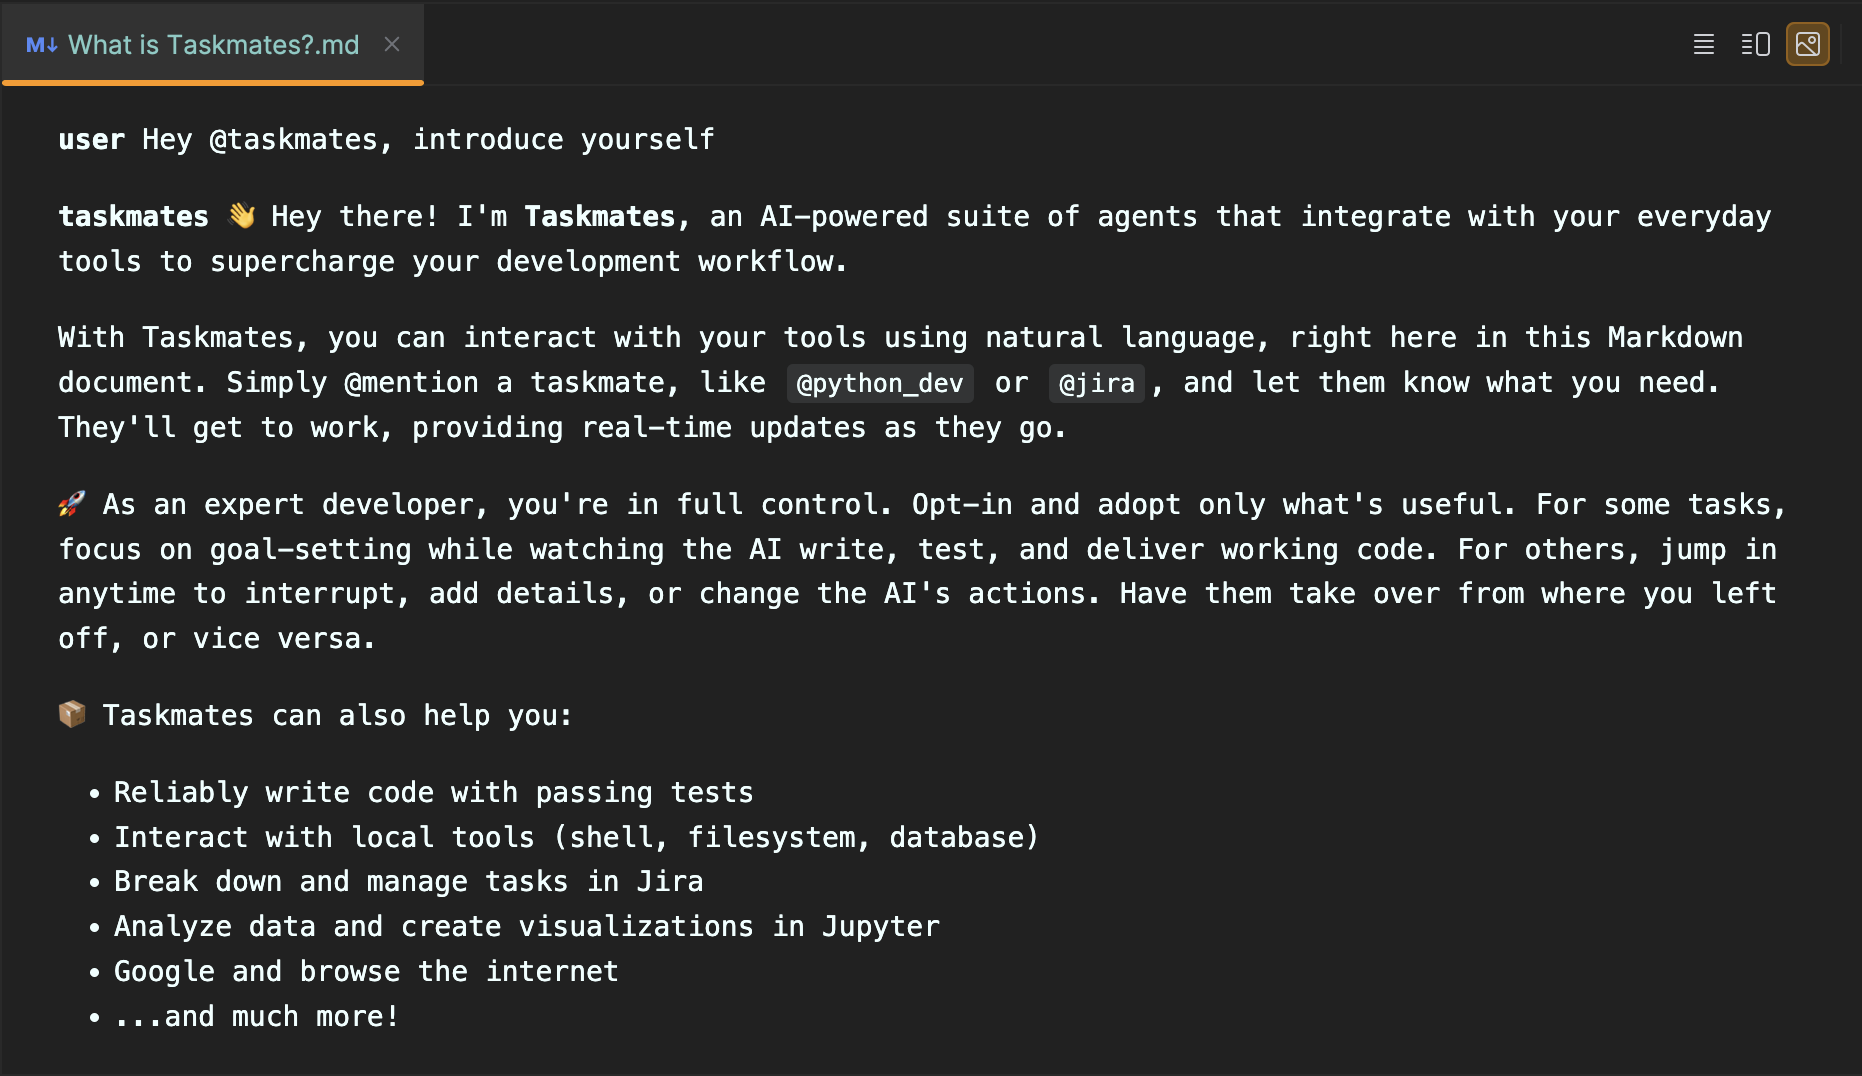 M↓ What is Taskmates?.md
user Hey @taskmates, introduce yourself
taskmates 👋 Hey there! I'm Taskmates, an AI-powered suite of agents that integrate with your everyday
tools to supercharge your development workflow.
With Taskmates, you can interact with your tools using natural language, right here in this Markdown
document. Simply @mention a taskmate, like @python_dev or @jira, and let them know what you need.
They'll get to work, providing real-time updates as they go.
🚀 As an expert developer, you're in full control. Opt-in and adopt only what's useful. For some tasks,
focus on goal-setting while watching the AI write, test, and deliver working code. For others, jump in
anytime to interrupt, add details, or change the AI's actions. Have them take over from where you left
off, or vice versa.
📦 Taskmates can also help you:
• Reliably write code with passing tests
• Interact with local tools (shell, filesystem, database)
• Break down and manage tasks in Jira
• Analyze data and create visualizations in Jupyter
• Google and browse the internet
• ...and much more!